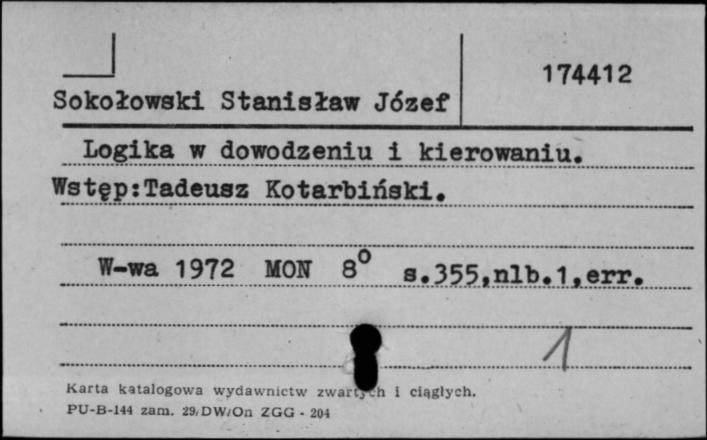 174412
Sokołowski Stanisław Józef
Logika w dowodzeniu i kierowaniu.
Wstęp:Tadeusz Kotarbiński.
W-wa 1972 MON 8° s.355,nlb.1,err.
1
Karta katalogowa wydawnictw zwartych i ciągłych.
PU-B-144 zam. 29/DW/On ZGG - 204